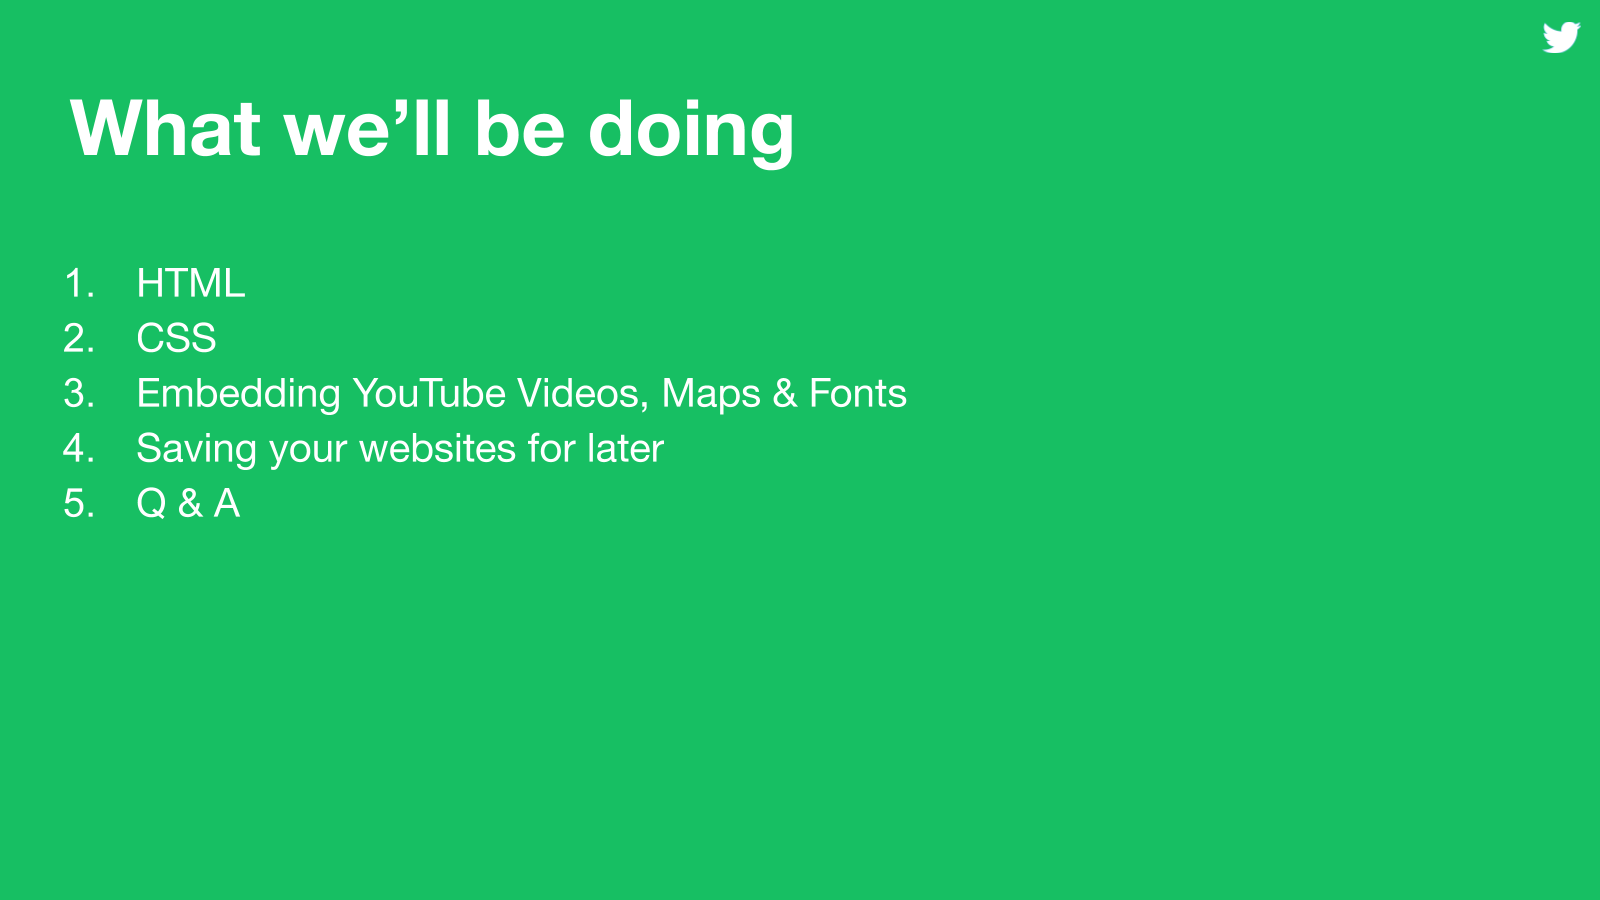 What we’ll be doing
1. HTML
2. CSS
3. Embedding YouTube Videos, Maps & Fonts
4. Saving your websites for later
5. Q & A